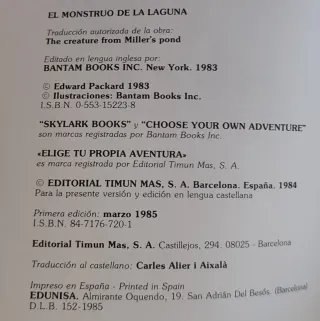 EL MONSTRUO DE LA LAGUNA
Traducción autorizada de la obra:
The creature from Miller's pond
Editado en lengua inglesa por:
BANTAM BOOKS INC. New York. 1983
© Edward Packard 1983
© Ilustraciones: Bantam Books Inc.
I.S.B.N. 0-553-15223-8
"SKYLARK BOOKS" y "CHOOSE YOUR OWN ADVENTURE"
son marcas registradas por Bantam Books Inc.
«ELIGE TU PROPIA AVENTURA»
es marca registrada por Editorial Timun Mas, S. A.
© EDITORIAL TIMUN MAS, S. A. Barcelona. España. 1984
Para la presente versión y edición en lengua castellana
Primera edición: marzo 1985
I.S.B.N. 84-7176-720-1
Editorial Timun Mas, S. A. Castillejos, 294. 08025 - Barcelona
Traducción al castellano: Carles Alier i Aixalà
Impreso en España - Printed in Spain
EDUNISA. Almirante Oquendo, 19. San Adrián Del Besós. (Barcelona)
D.L.B. 152-1985